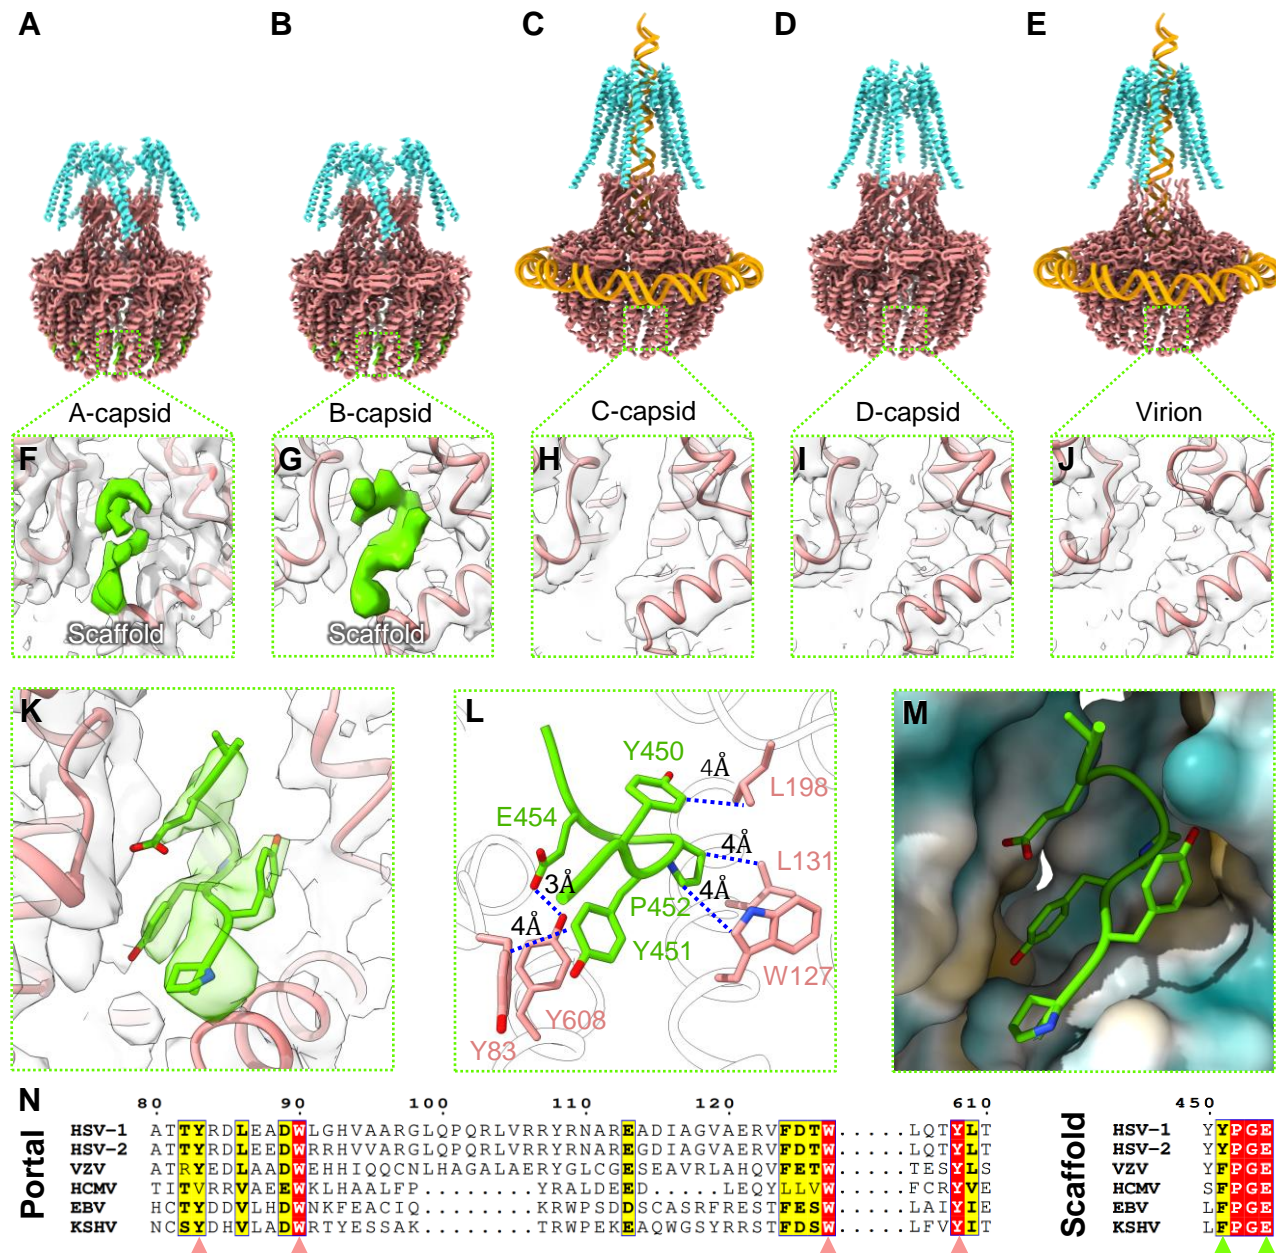 A B C D E
A-capsid B-capsid C-capsid D-capsid Virion
F G H I J
Scaffold Scaffold
K L M
Y450
4Å
L198
E454
4Å
L131
3Å
4Å
P452
4Å
Y451
W127
Y608
Y83
N
80 90 100 110 120 610 450
Portal
HSV-1 ATTYRDLEADWLGHVAARGLQPQRLVRRYRNAREADIAGVAERVFDTW.....LQTYLT
HSV-2 ATTYRDLEEDWRRHVVARGLQPQRLVRRYRNAREADIAGVAERVFDTW.....LQTYLT
VZV ATRYEDLAADWEHHIQQCNLHAGALAERYGLCGESEAVRLAHQVFETW.....TESYLS
HCMV TITVRRVAEEWKLHAALFP........YRALDEED.....LEQYLLVW.....FCRYVE
EBV HCTYDDVLHDWNKFEACIQ........KRWPSDDSCASRFRESTFESW.....LAIYIE
KSHV NCSYDHVLADWRTYESSAK........TRWPEKEAQWGSYRRSTFDSW.....LFVYIT
Scaffold
HSV-1 YYPGE
HSV-2 YYPGE
VZV YFPGE
HCMV SFPGE
EBV LFPGE
KSHV LFPGE